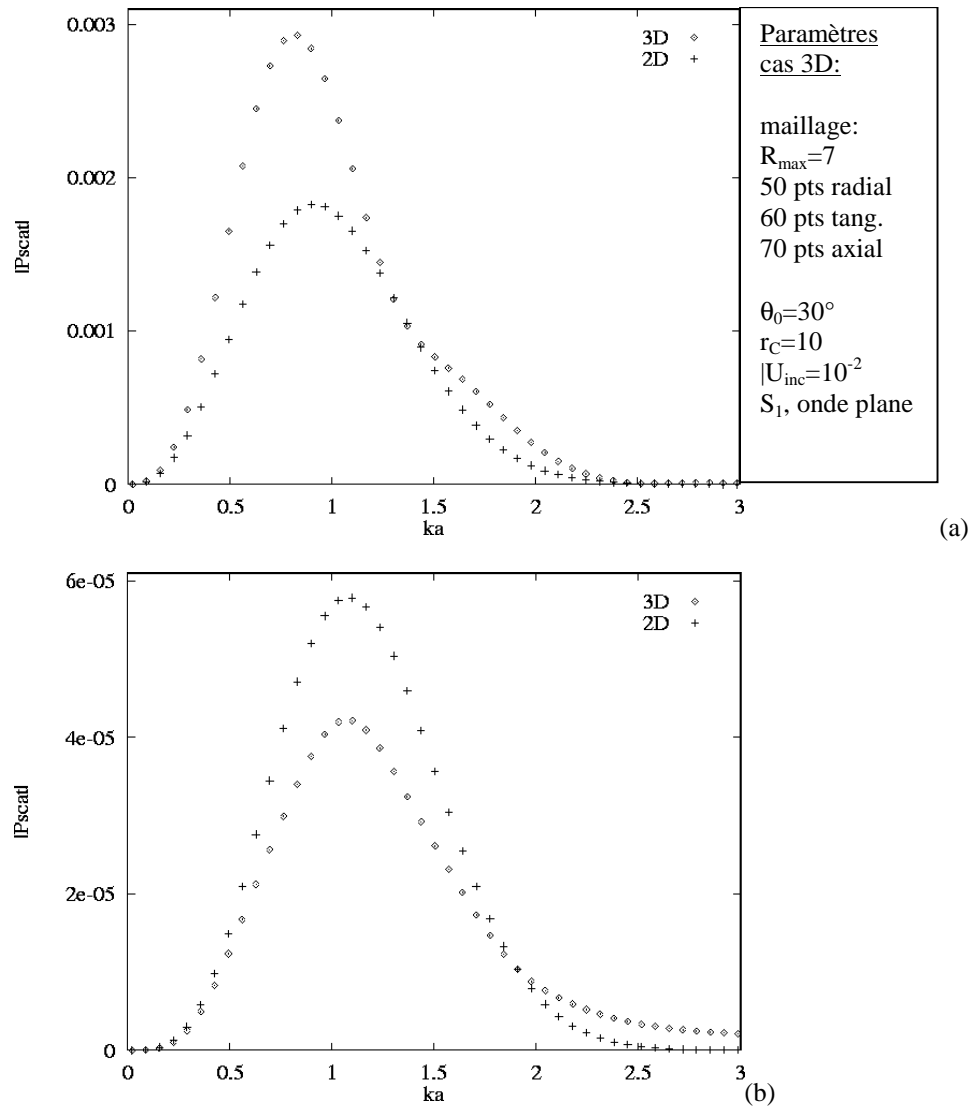 0.003
3D
2D
0.002
|Pscat|
0.001
0
0
0.5
1
1.5
2
2.5
3
ka
Paramètres
cas 3D:
maillage:
Rmax=7
50 pts radial
60 pts tang.
70 pts axial
θ0=30°
rC=10
|Uinc=10-2
S1, onde plane
(a)
6e-05
3D
2D
4e-05
|Pscat|
2e-05
0
0
0.5
1
1.5
2
2.5
3
ka
(b)